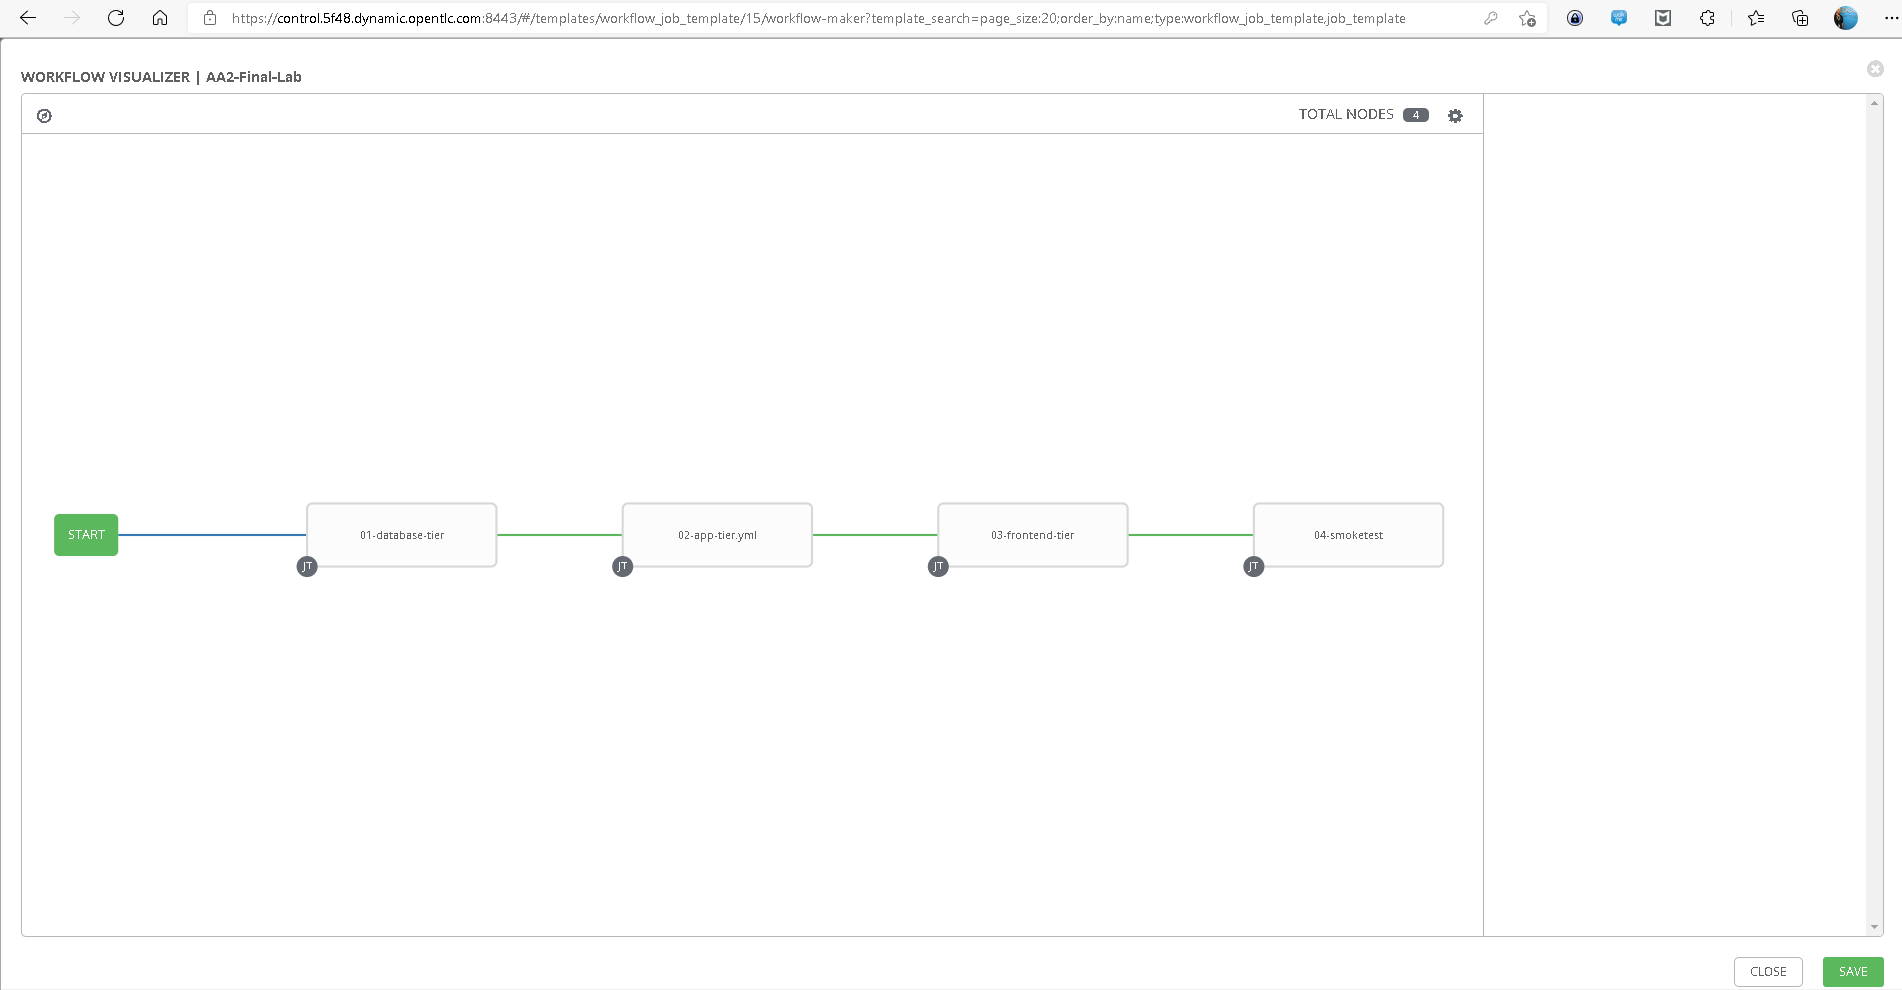 https://control.5f48.dynamic.opentlc.com:8443/#/templates/workflow_job_template/15/workflow-maker?template_search=page_size:20;order_by:name;type:workflow_job_template,job_template
WORKFLOW VISUALIZER | AA2-Final-Lab
TOTAL NODES 4
START
01-database-tier
02-app-tier.yml
03-frontend-tier
04-smoketest
JT
JT
JT
JT
CLOSE
SAVE